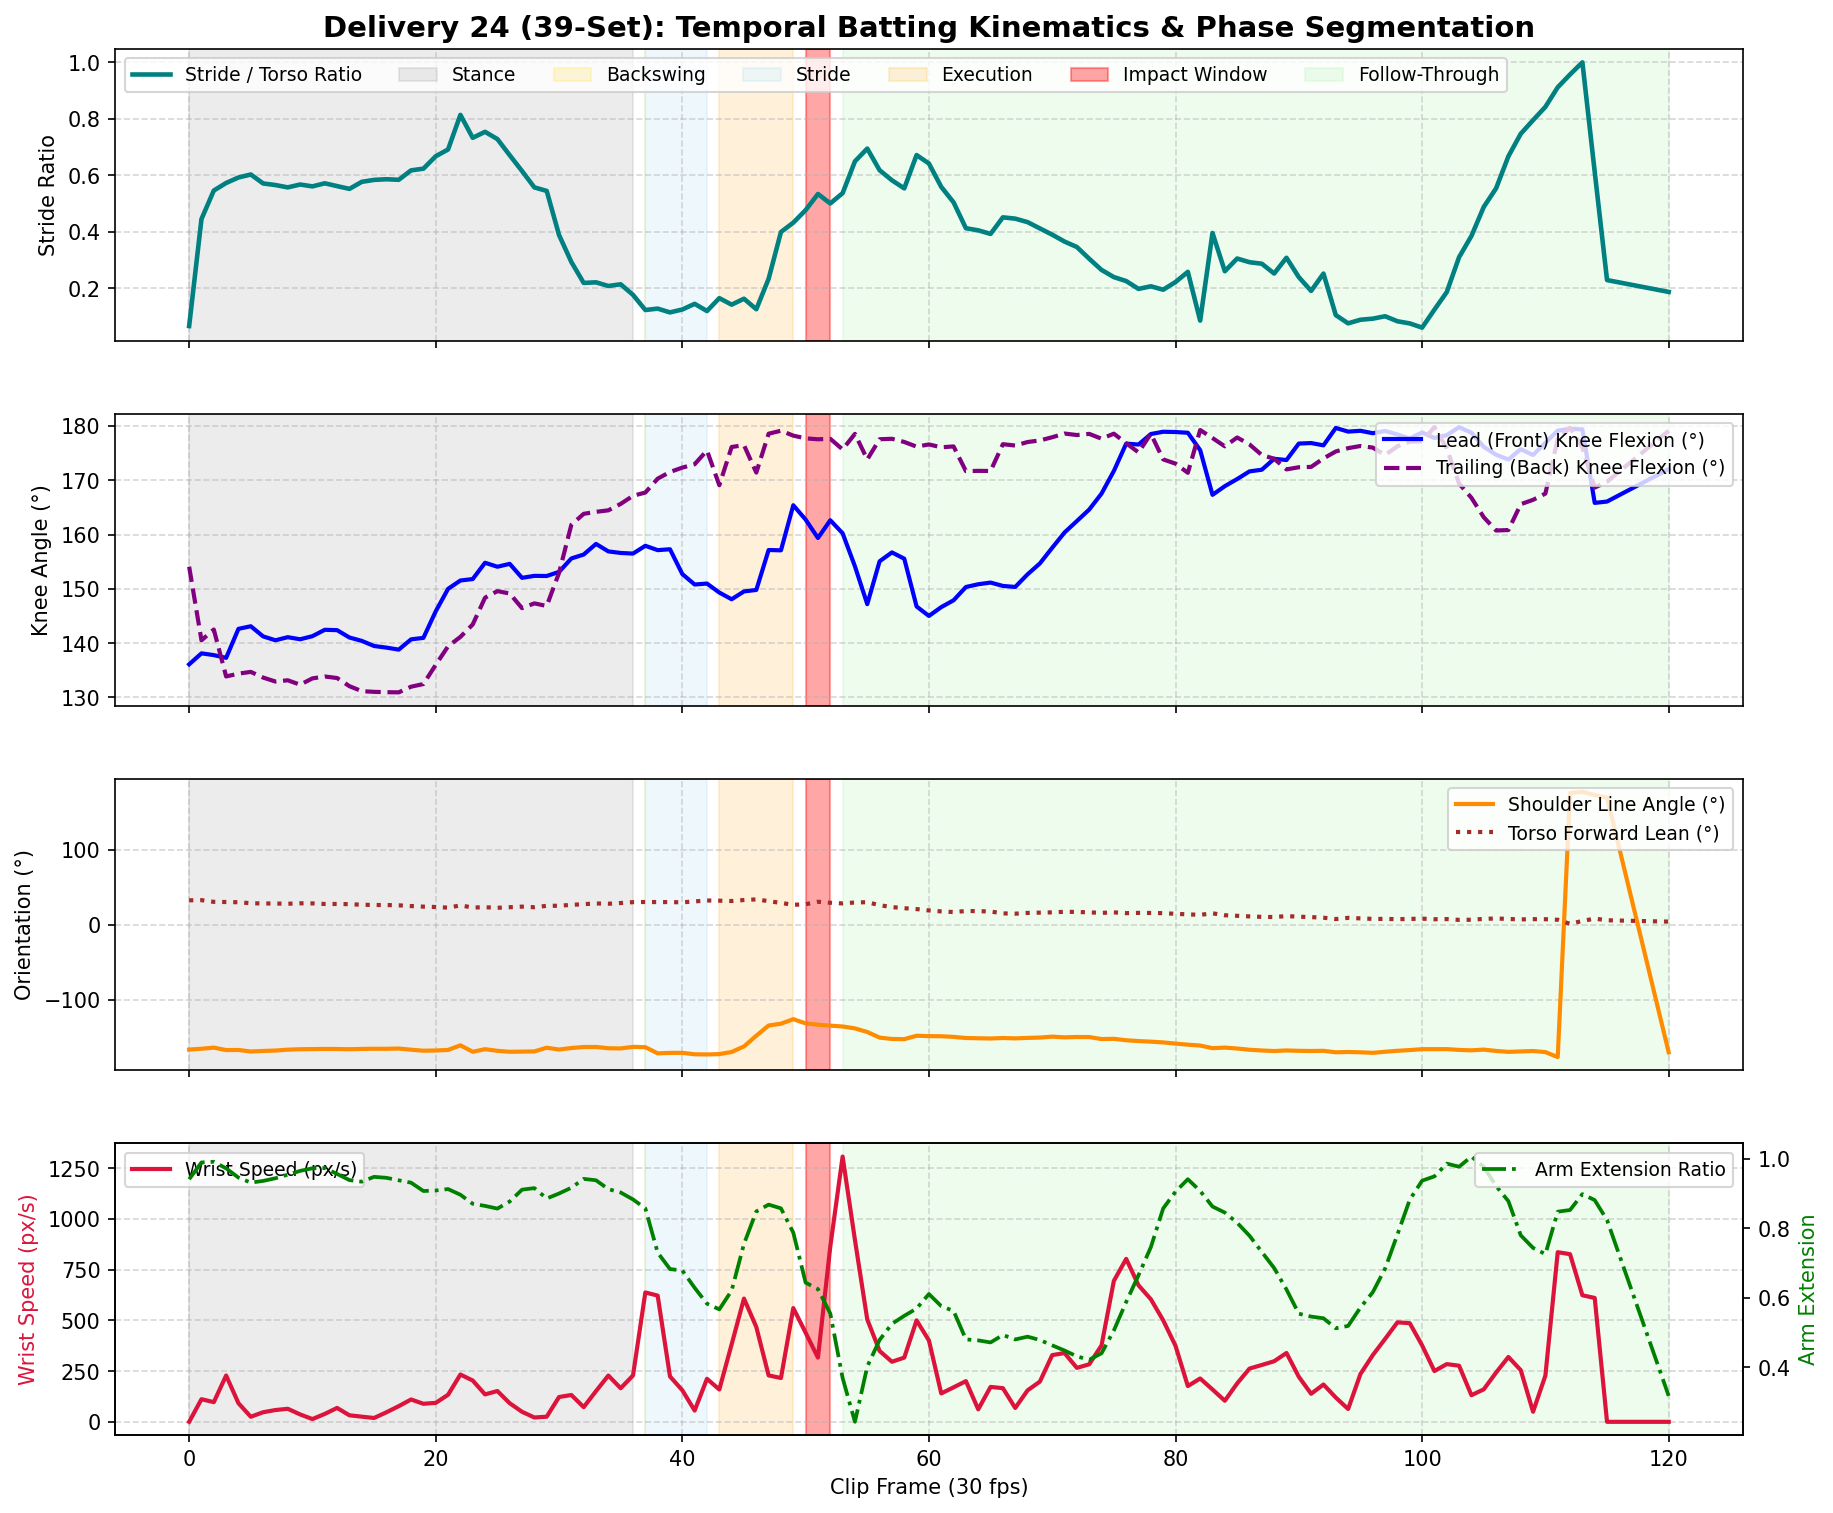 Delivery 24 (39-Set): Temporal Batting Kinematics & Phase Segmentation
Stride / Torso Ratio Stance Backswing Stride Execution Impact Window Follow-Through
Stride Ratio
1.0
0.8
0.6
0.4
0.2
Lead (Front) Knee Flexion (°)
Trailing (Back) Knee Flexion (°)
Knee Angle (°)
180
170
160
150
140
130
Shoulder Line Angle (°)
Torso Forward Lean (°)
Orientation (°)
100
0
−100
Wrist Speed (px/s)
Arm Extension Ratio
Wrist Speed (px/s)
1250
1000
750
500
250
0
1.0
0.8
0.6
0.4
Arm Extension
0 20 40 60 80 100 120
Clip Frame (30 fps)